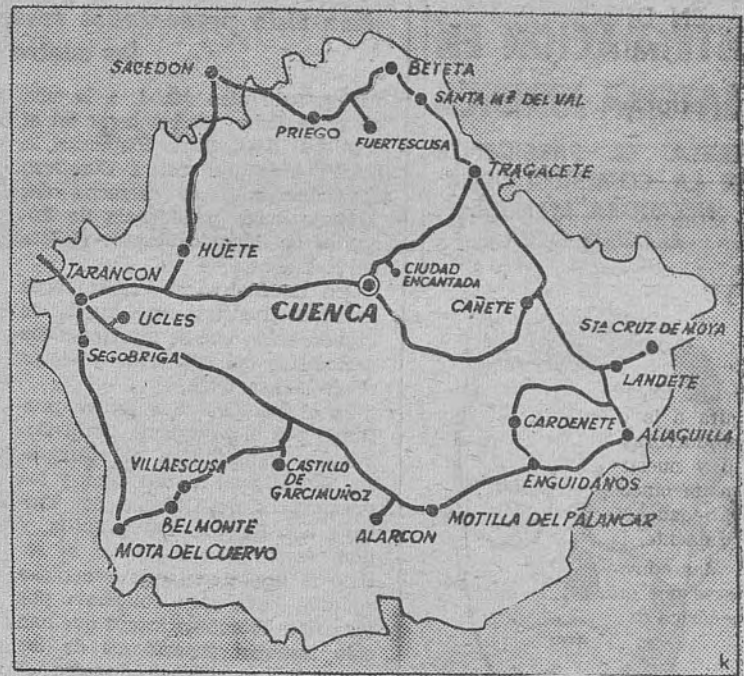 SACEDON
BETETA
SANTA Mª DEL VAL
PRIEGO
FUERTESCUSA
TRAGACETE
HUETE
CIUDAD
ENCANTADA
TARANCON
CUENCA
CAÑETE
UCLES
STA CRUZ DE MOYA
SEGOBRIGA
LANDETE
CARDENETE
ALIAGUILLA
VILLAESCUSA
CASTILLO
DE
GARCIMUÑOZ
ENGUIDANOS
BELMONTE
MOTILLA DEL PALANCAR
ALARCON
MOTA DEL CUERVO
k